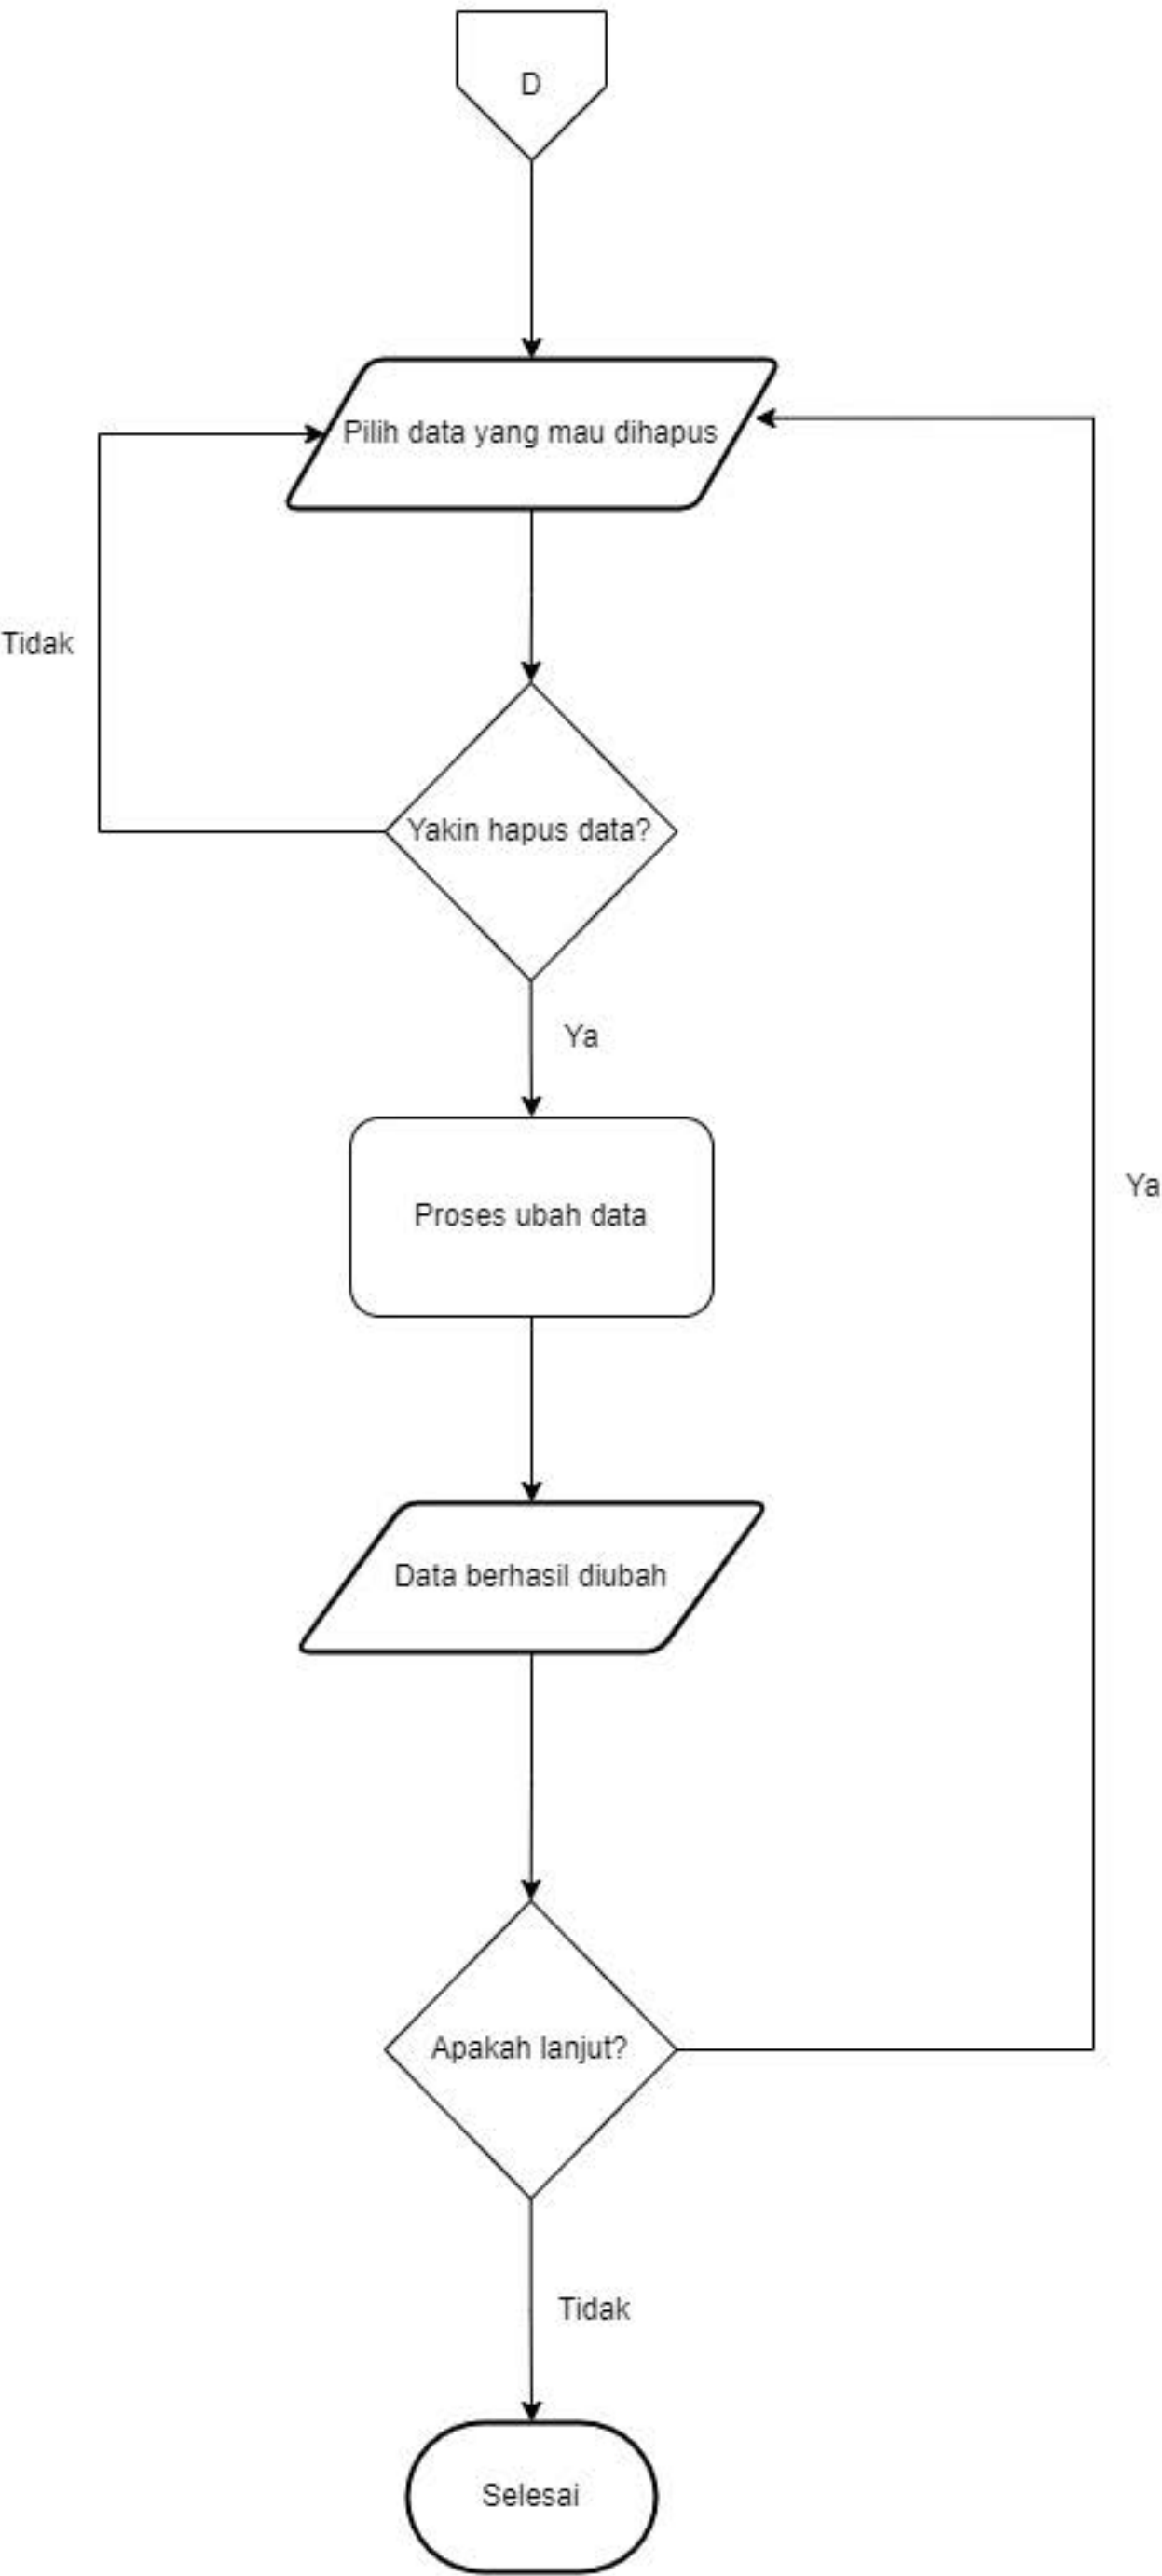 D
Pilih data yang mau dihapus
Tidak
Yakin hapus data?
Ya
Proses ubah data
Ya
Data berhasil diubah
Apakah lanjut?
Tidak
Selesai